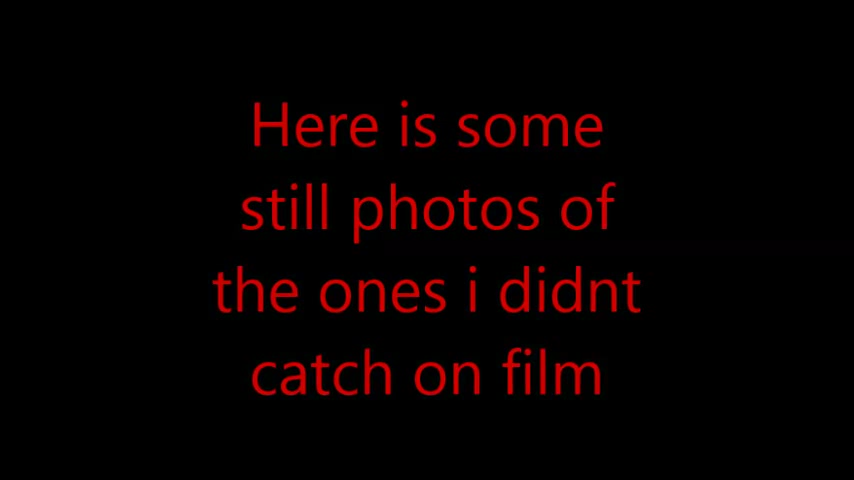 Here is some
still photos of
the ones i didnt
catch on film